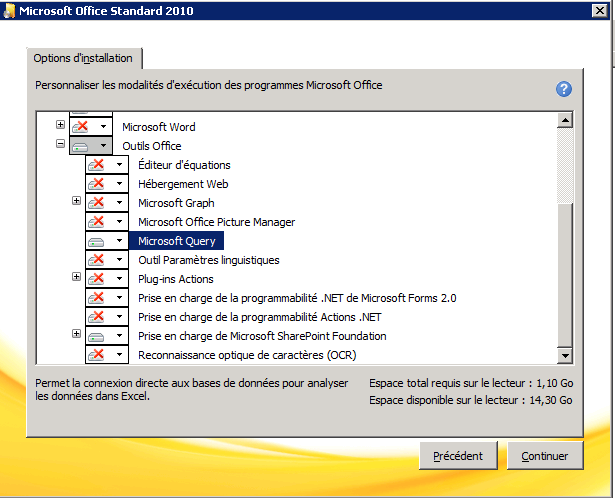 Microsoft Office Standard 2010
Options d'installation
Personnaliser les modalités d'exécution des programmes Microsoft Office
Microsoft Word
Outils Office
Éditeur d'équations
Hébergement Web
Microsoft Graph
Microsoft Office Picture Manager
Microsoft Query
Outil Paramètres linguistiques
Plug-ins Actions
Prise en charge de la programmabilité .NET de Microsoft Forms 2.0
Prise en charge de la programmabilité Actions .NET
Prise en charge de Microsoft SharePoint Foundation
Reconnaissance optique de caractères (OCR)
Permet la connexion directe aux bases de données pour analyser
les données dans Excel.
Espace total requis sur le lecteur : 1,10 Go
Espace disponible sur le lecteur : 14,30 Go
Précédent
Continuer